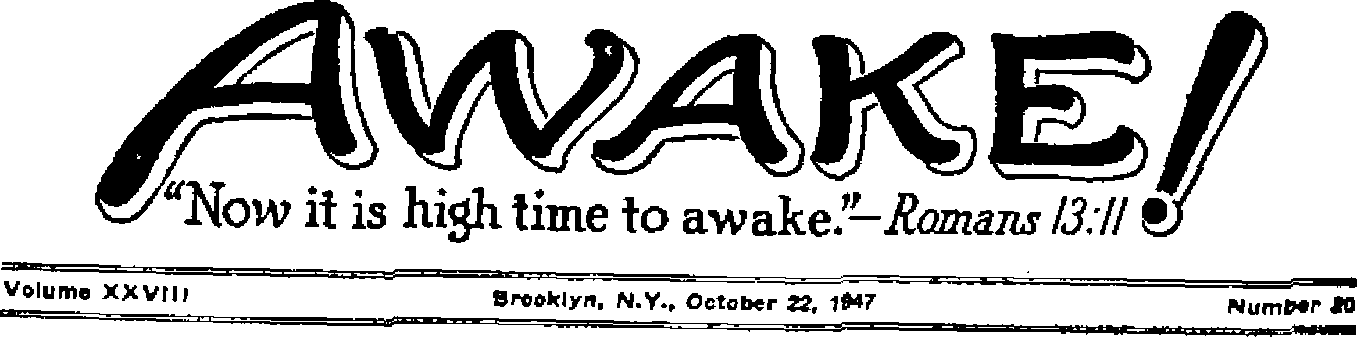 AWAKE!
"Now it is high time to awake."—Romans 13:11
Volume XXVIII Brooklyn, N.Y., October 22, 1947 Number 20